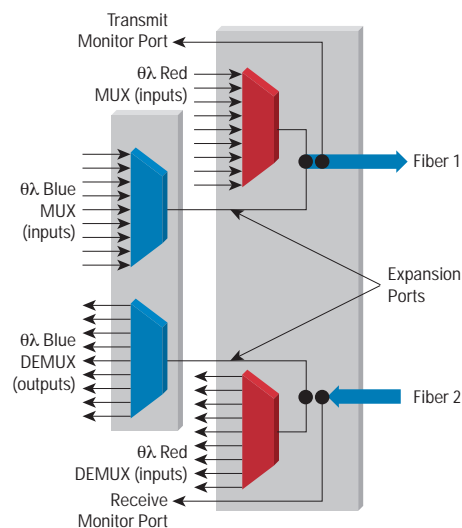 Transmit
Monitor Port
θλ Red
MUX (inputs)
Fiber 1
θλ Blue
MUX
(inputs)
Expansion
Ports
θλ Blue
DEMUX
(outputs)
Fiber 2
θλ Red
DEMUX (inputs)
Receive
Monitor Port